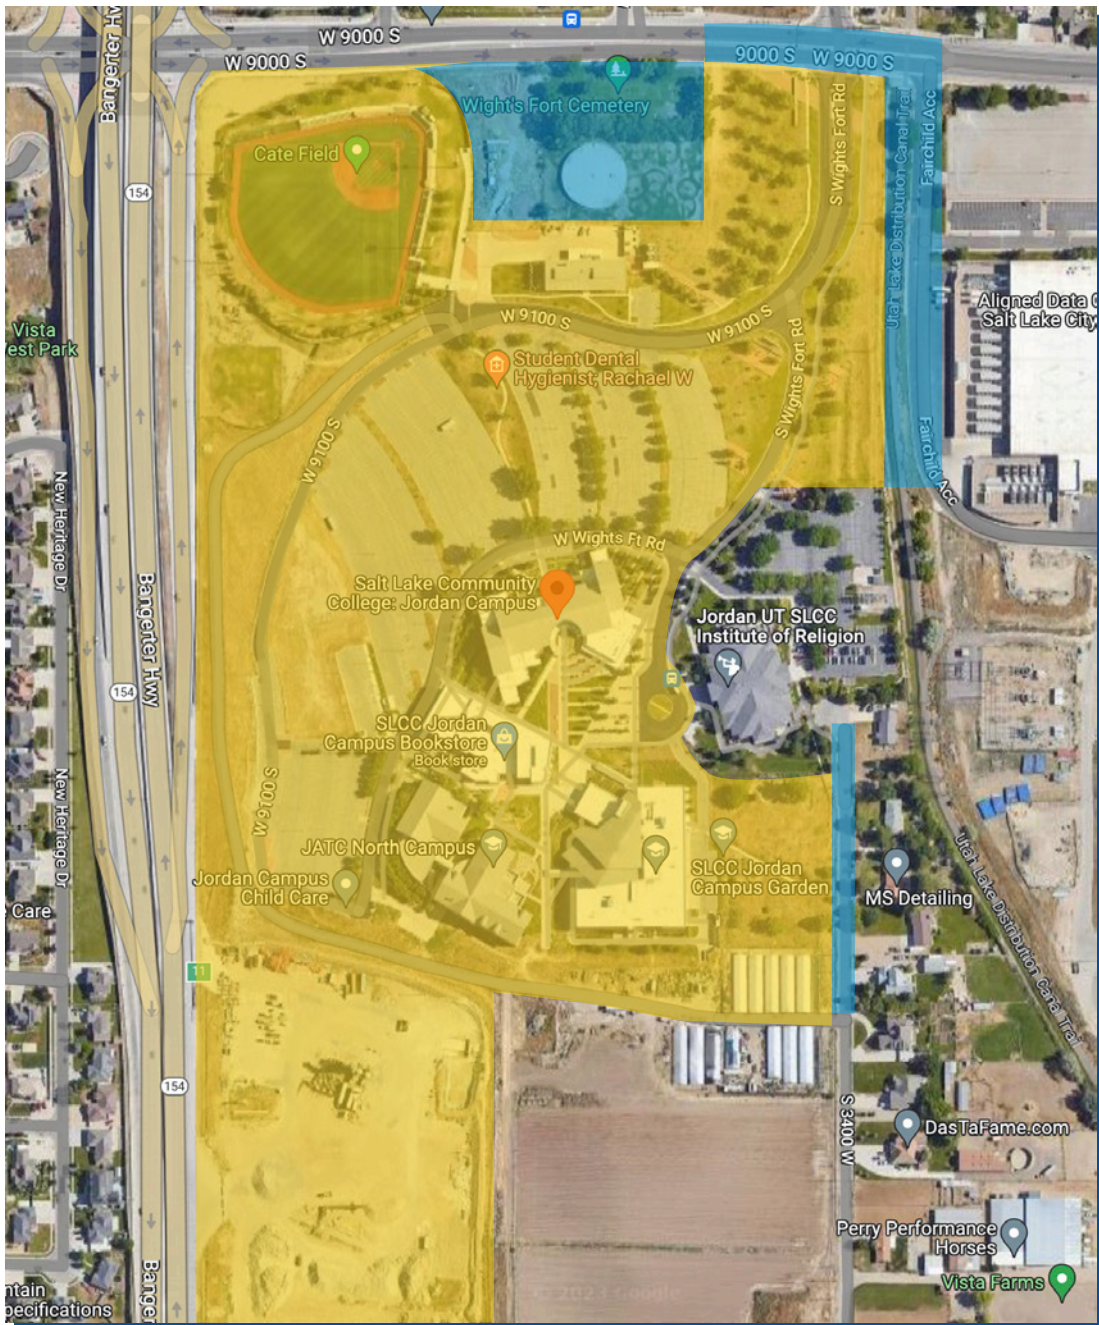 W 9000 S
W 9000 S
9000 S
W 9000 S
Bangerter Hw
Wight's Fort Cemetery
Cate Field
154
S Wights Fort Rd
Utah Lake Distribution Canal Trail
Fairchild Acc
Aligned Data C
Salt Lake City
Vista
est Park
W 9100 S
W 9100 S
Student Dental
Hygienist, Rachael W
S Wights Fort Rd
W 9100 S
Fairchild Acc
New Heritage Dr
W Wights Ft Rd
Salt Lake Community
College: Jordan Campus
Jordan UT SLCC
Institute of Religion
Bangerter Hwy
154
SLCC Jordan
Campus Bookstore
Book store
New Heritage Dr
W 9100 S
JATC North Campus
SLCC Jordan
Campus Garden
Jordan Campus
Child Care
MS Detailing
Utah Lake Distribution Canal Trail
e Care
11
154
S 3400 W
DasTaFame.com
Perry Performance
Horses
Vista Farms
Banger
ntain
pecifications